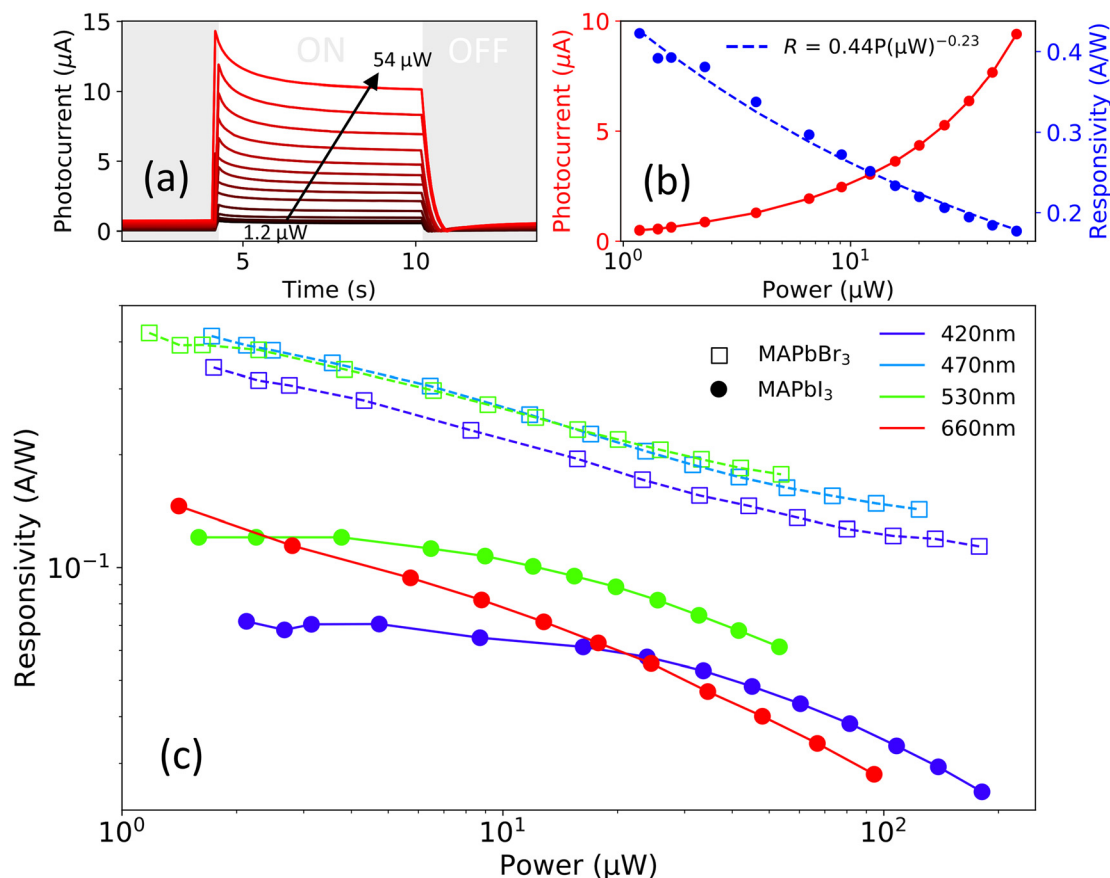 15
10
5
0
Photocurrent (μA)
ON
OFF
54 μW
1.2 μW
(a)
5
10
Time (s)
10
5
0
Photocurrent (μA)
R = 0.44P(μW)^−0.23
(b)
0.4
0.3
0.2
Responsivity (A/W)
10^0
10^1
Power (μW)
Responsivity (A/W)
10^−1
MAPbBr₃
MAPbI₃
420nm
470nm
530nm
660nm
(c)
10^0
10^1
10^2
Power (μW)